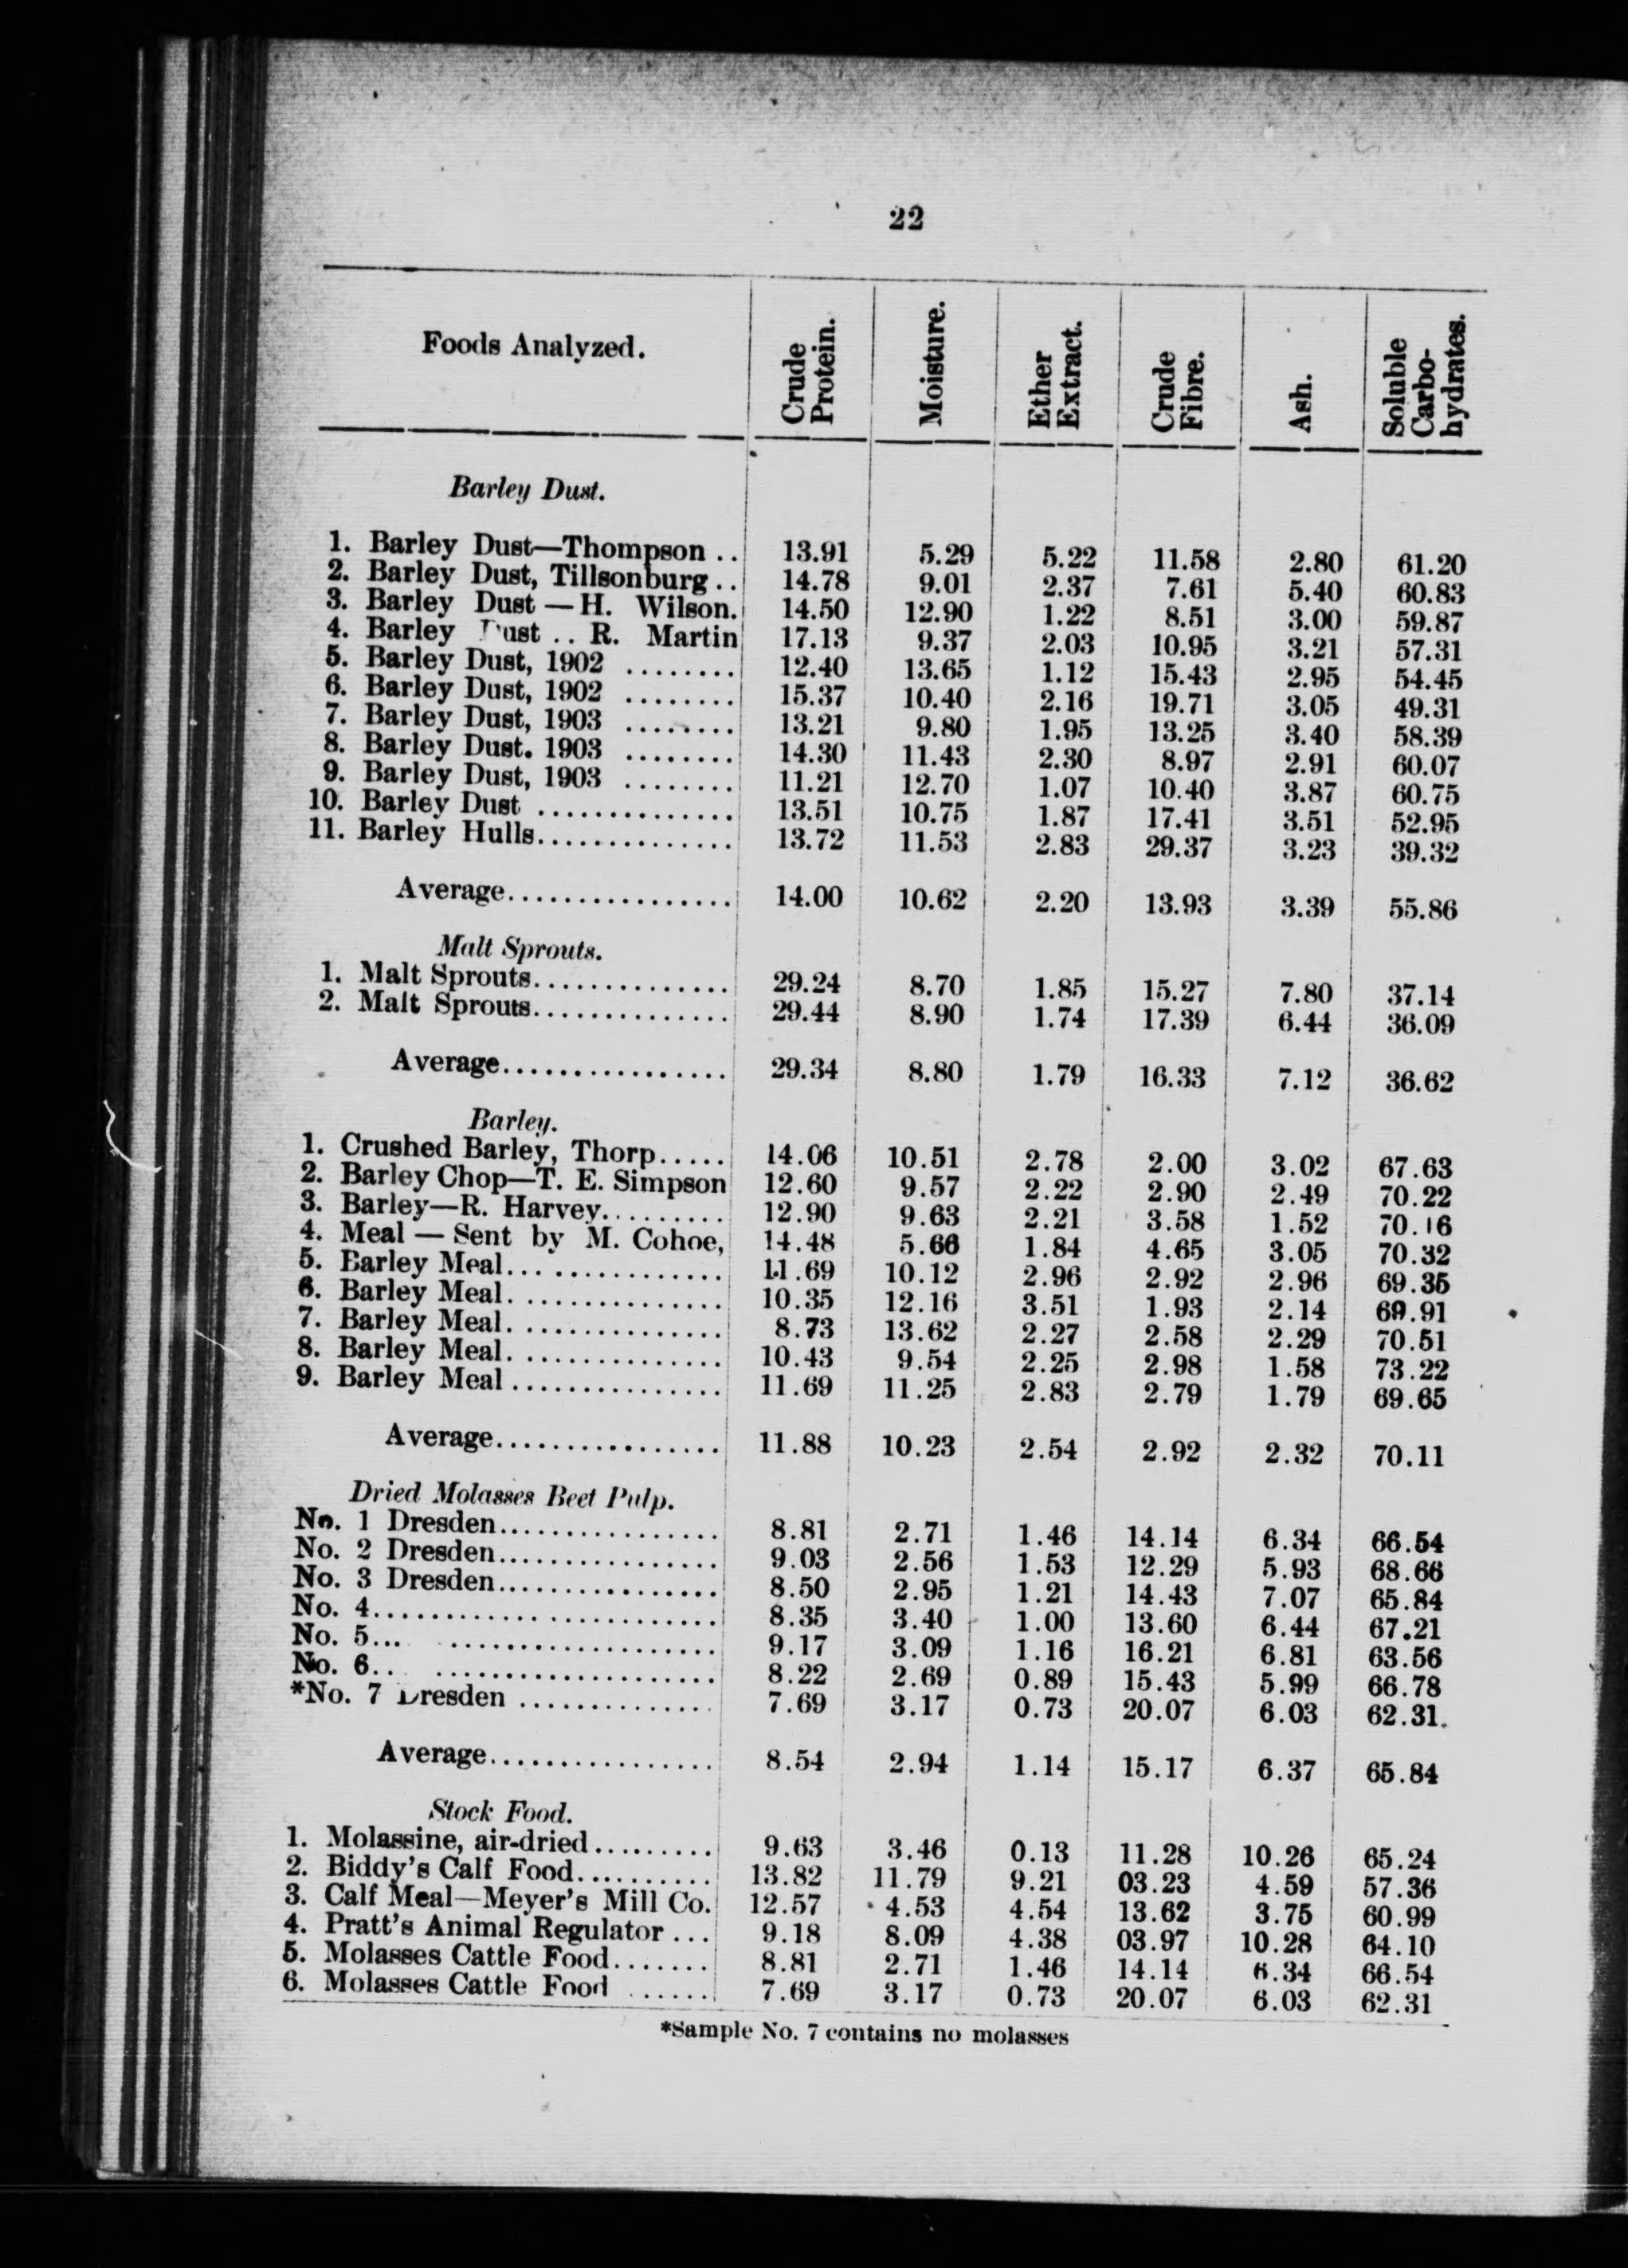 22
Foods Analyzed. Crude Protein. Moisture. Ether Extract. Crude Fibre. Ash. Soluble Carbo-hydrates.
Barley Dust.
1. Barley Dust—Thompson .. 13.91 5.29 5.22 11.58 2.80 61.20
2. Barley Dust, Tillsonburg.. 14.78 9.01 2.37 7.61 5.40 60.83
3. Barley Dust — H. Wilson. 14.50 12.90 1.22 8.51 3.00 59.87
4. Barley Dust .. R. Martin 17.13 9.37 2.03 10.95 3.21 57.31
5. Barley Dust, 1902 ........ 12.40 13.65 1.12 15.43 2.95 54.45
6. Barley Dust, 1902 ........ 15.37 10.40 2.16 19.71 3.05 49.31
7. Barley Dust, 1903 ........ 13.21 9.80 1.95 13.25 3.40 58.39
8. Barley Dust. 1903 ........ 14.30 11.43 2.30 8.97 2.91 60.07
9. Barley Dust, 1903 ........ 11.21 12.70 1.07 10.40 3.87 60.75
10. Barley Dust .............. 13.51 10.75 1.87 17.41 3.51 52.95
11. Barley Hulls.............. 13.72 11.53 2.83 29.37 3.23 39.32
Average................ 14.00 10.62 2.20 13.93 3.39 55.86
Malt Sprouts.
1. Malt Sprouts.............. 29.24 8.70 1.85 15.27 7.80 37.14
2. Malt Sprouts.............. 29.44 8.90 1.74 17.39 6.44 36.09
Average................ 29.34 8.80 1.79 16.33 7.12 36.62
Barley.
1. Crushed Barley, Thorp..... 14.06 10.51 2.78 2.00 3.02 67.63
2. Barley Chop—T. E. Simpson 12.60 9.57 2.22 2.90 2.49 70.22
3. Barley—R. Harvey......... 12.90 9.63 2.21 3.58 1.52 70.16
4. Meal — Sent by M. Cohoe, 14.48 5.66 1.84 4.65 3.05 70.32
5. Barley Meal............... 11.69 10.12 2.96 2.92 2.96 69.35
6. Barley Meal............... 10.35 12.16 3.51 1.93 2.14 69.91
7. Barley Meal............... 8.73 13.62 2.27 2.58 2.29 70.51
8. Barley Meal............... 10.43 9.54 2.25 2.98 1.58 73.22
9. Barley Meal ............... 11.69 11.25 2.83 2.79 1.79 69.65
Average................ 11.88 10.23 2.54 2.92 2.32 70.11
Dried Molasses Beet Pulp.
No. 1 Dresden................ 8.81 2.71 1.46 14.14 6.34 66.54
No. 2 Dresden................ 9.03 2.56 1.53 12.29 5.93 68.66
No. 3 Dresden................ 8.50 2.95 1.21 14.43 7.07 65.84
No. 4......................... 8.35 3.40 1.00 13.60 6.44 67.21
No. 5... .................... 9.17 3.09 1.16 16.21 6.81 63.56
No. 6.. .................... 8.22 2.69 0.89 15.43 5.99 66.78
*No. 7 Dresden .............. 7.69 3.17 0.73 20.07 6.03 62.31.
Average................ 8.54 2.94 1.14 15.17 6.37 65.84
Stock Food.
1. Molassine, air-dried......... 9.63 3.46 0.13 11.28 10.26 65.24
2. Biddy's Calf Food.......... 13.82 11.79 9.21 03.23 4.59 57.36
3. Calf Meal—Meyer's Mill Co. 12.57 4.53 4.54 13.62 3.75 60.99
4. Pratt's Animal Regulator ... 9.18 8.09 4.38 03.97 10.28 64.10
5. Molasses Cattle Food....... 8.81 2.71 1.46 14.14 6.34 66.54
6. Molasses Cattle Food ...... 7.69 3.17 0.73 20.07 6.03 62.31
*Sample No. 7 contains no molasses